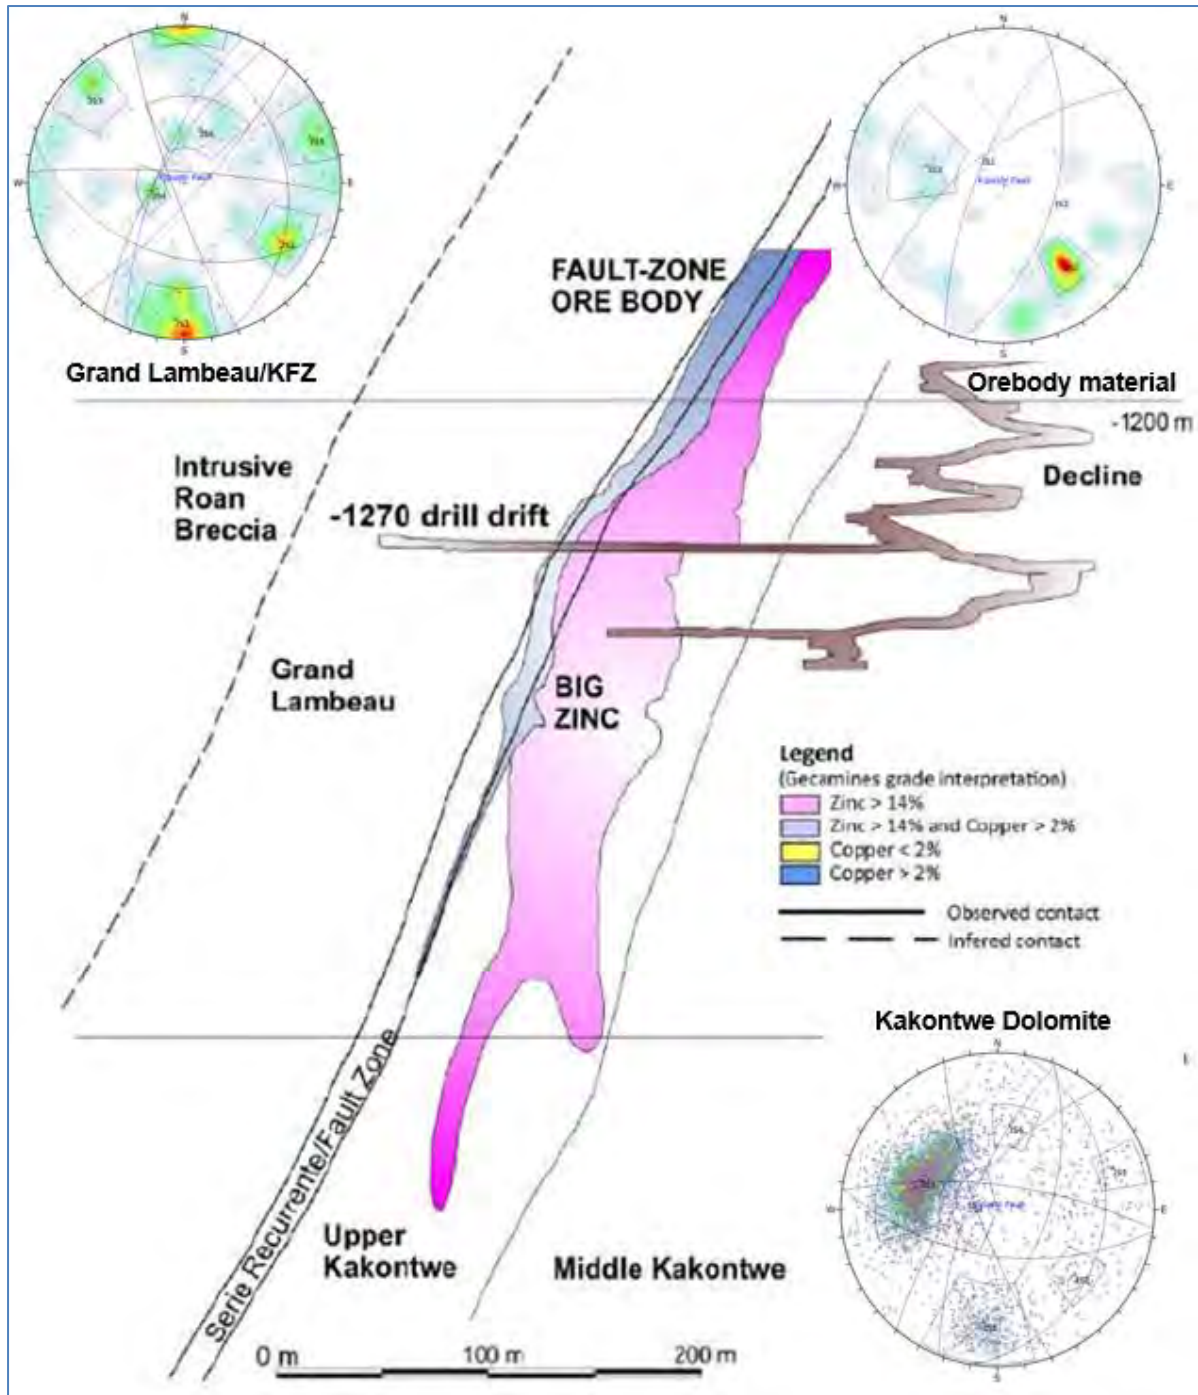 N
W
E
S
Grand Lambeau/KFZ
N
W
E
S
Orebody material
FAULT-ZONE
ORE BODY
-1200 m
Intrusive
Roan
Breccia
Decline
-1270 drill drift
Grand
Lambeau
BIG
ZINC
Legend
(Gecamines grade interpretation)
Zinc > 14%
Zinc > 14% and Copper > 2%
Copper < 2%
Copper > 2%
Observed contact
Infered contact
Kakontwe Dolomite
N
W
E
S
Serie Recurrente/Fault Zone
Upper
Kakontwe
Middle Kakontwe
0 m
100 m
200 m